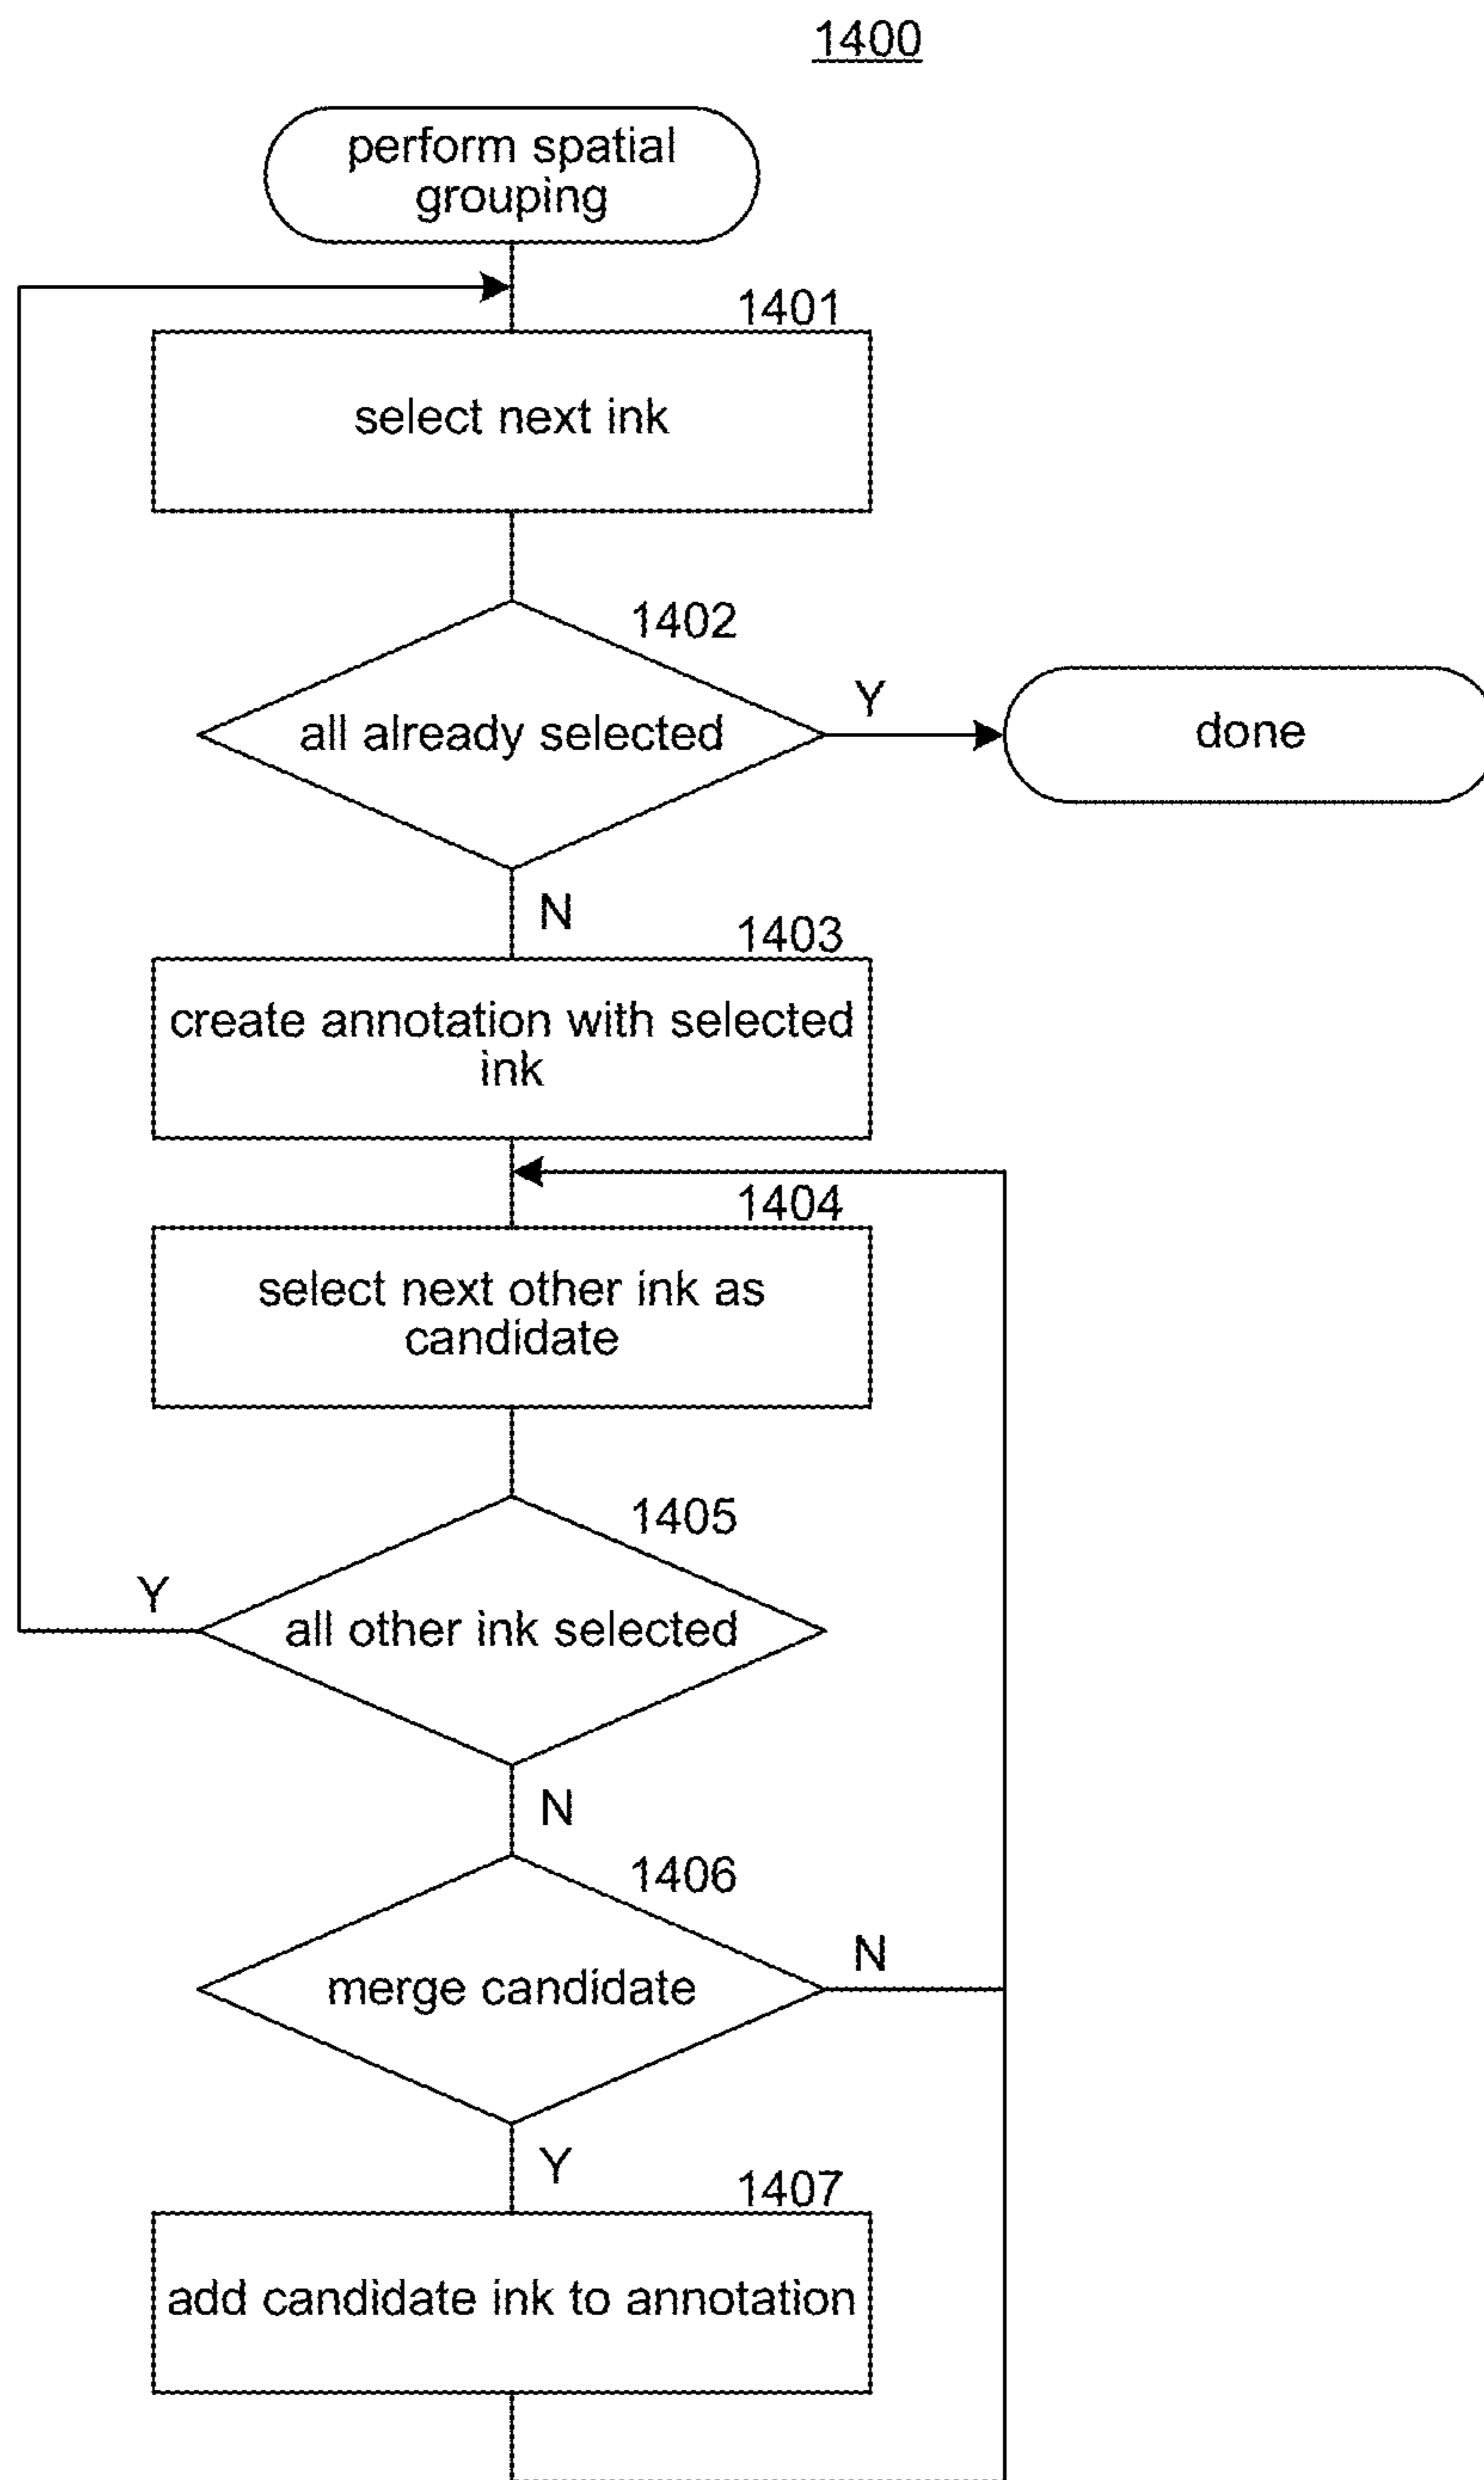 1400
perform spatial
grouping
1401
select next ink
1402
all already selected
Y
done
N
1403
create annotation with selected
ink
1404
select next other ink as
candidate
1405
Y
all other ink selected
N
1406
merge candidate
N
Y
1407
add candidate ink to annotation